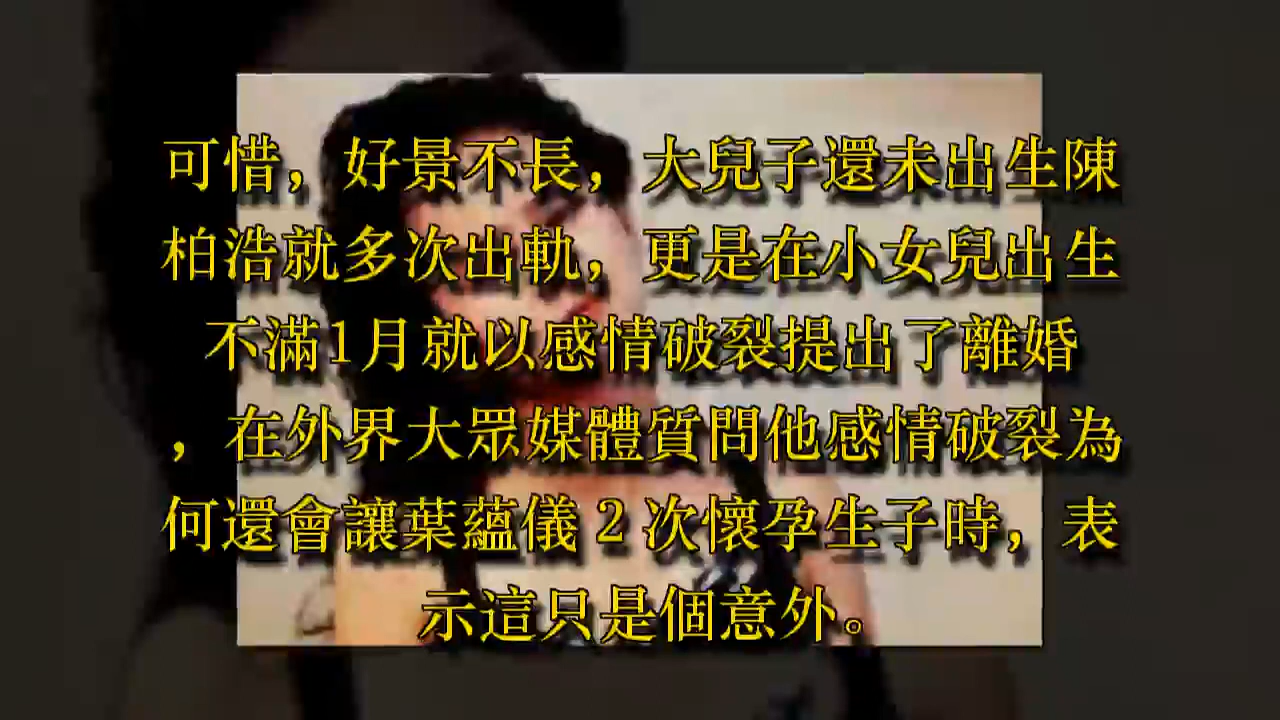 可惜，好景不長，大兒子還未出生陳
柏浩就多次出軌，更是在小女兒出生
不滿1月就以感情破裂提出了離婚
，在外界大眾媒體質問他感情破裂為
何還會讓葉蘊儀2次懷孕生子時，表
示這只是個意外。